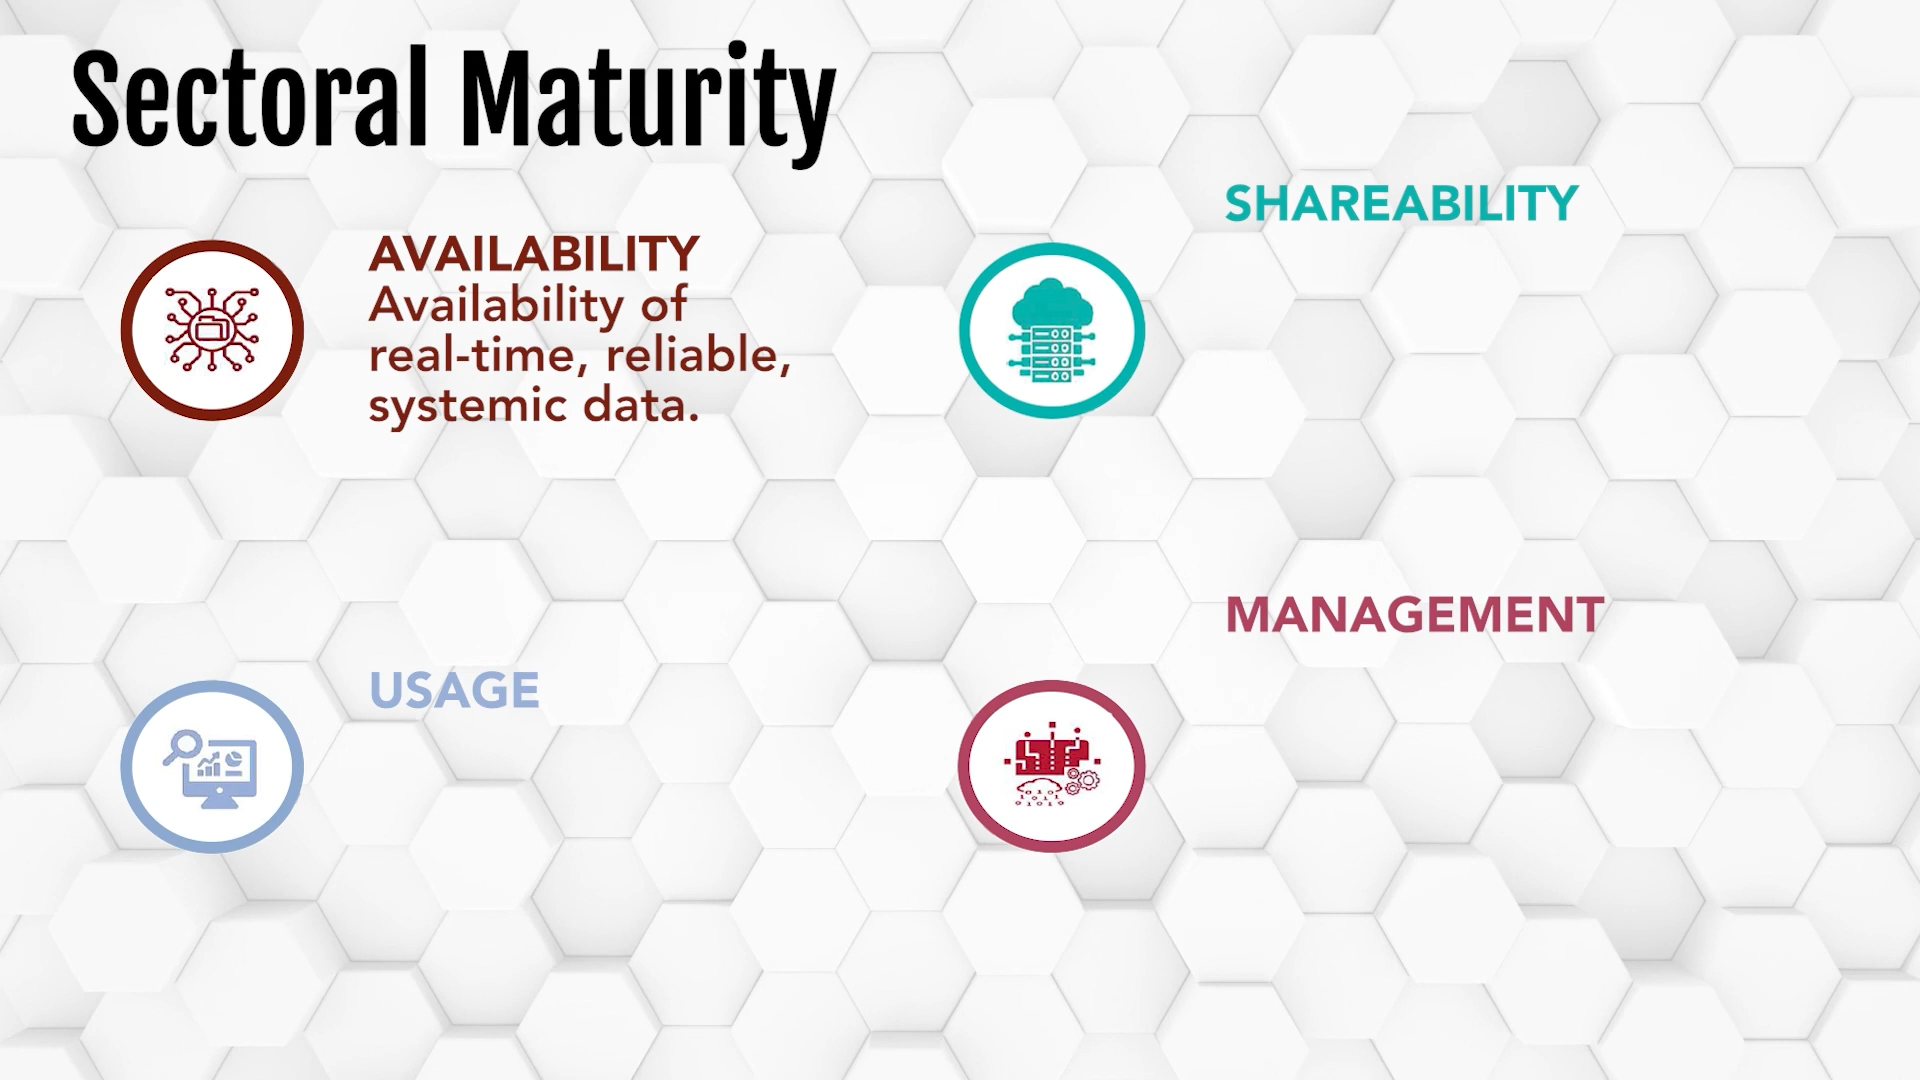 Sectoral Maturity
AVAILABILITY
Availability of
real-time, reliable,
systemic data.
SHAREABILITY
USAGE
MANAGEMENT